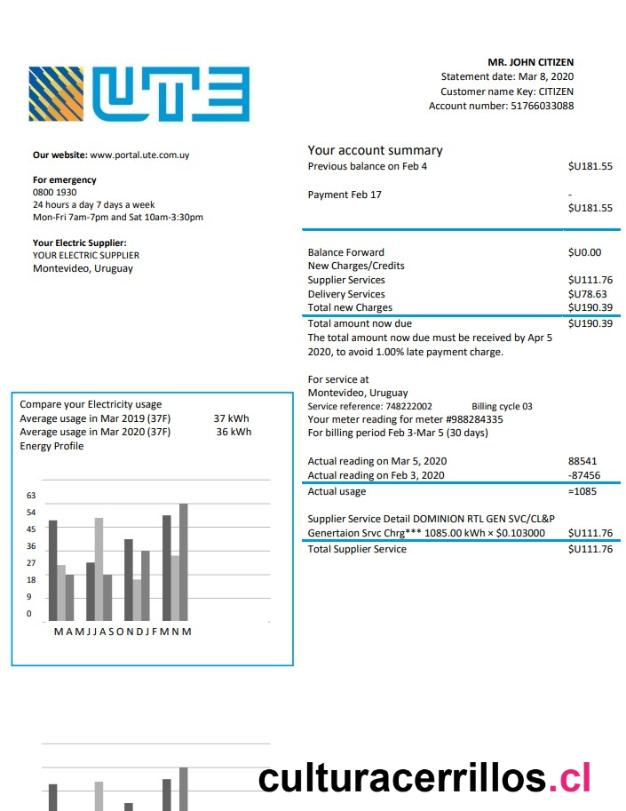 UTE
MR. JOHN CITIZEN
Statement date: Mar 8, 2020
Customer name Key: CITIZEN
Account number: 51766033088
Our website: www.portal.ute.com.uy
For emergency
0800 1930
24 hours a day 7 days a week
Mon-Fri 7am-7pm and Sat 10am-3:30pm
Your Electric Supplier:
YOUR ELECTRIC SUPPLIER
Montevideo, Uruguay
Your account summary
Previous balance on Feb 4 $U181.55
Payment Feb 17 -
$U181.55
Balance Forward $U0.00
New Charges/Credits
Supplier Services $U111.76
Delivery Services $U78.63
Total new Charges $U190.39
Total amount now due $U190.39
The total amount now due must be received by Apr 5
2020, to avoid 1.00% late payment charge.
For service at
Montevideo, Uruguay
Service reference: 748222002 Billing cycle 03
Your meter reading for meter #988284335
For billing period Feb 3-Mar 5 (30 days)
Actual reading on Mar 5, 2020 88541
Actual reading on Feb 3, 2020 -87456
Actual usage =1085
Supplier Service Detail DOMINION RTL GEN SVC/CL&P
Genertaion Srvc Chrg*** 1085.00 kWh × $0.103000 $U111.76
Total Supplier Service $U111.76
Compare your Electricity usage
Average usage in Mar 2019 (37F) 37 kWh
Average usage in Mar 2020 (37F) 36 kWh
Energy Profile
63
54
45
36
27
18
9
0
M A M J J A S O N D J F M N M
culturacerrillos.cl